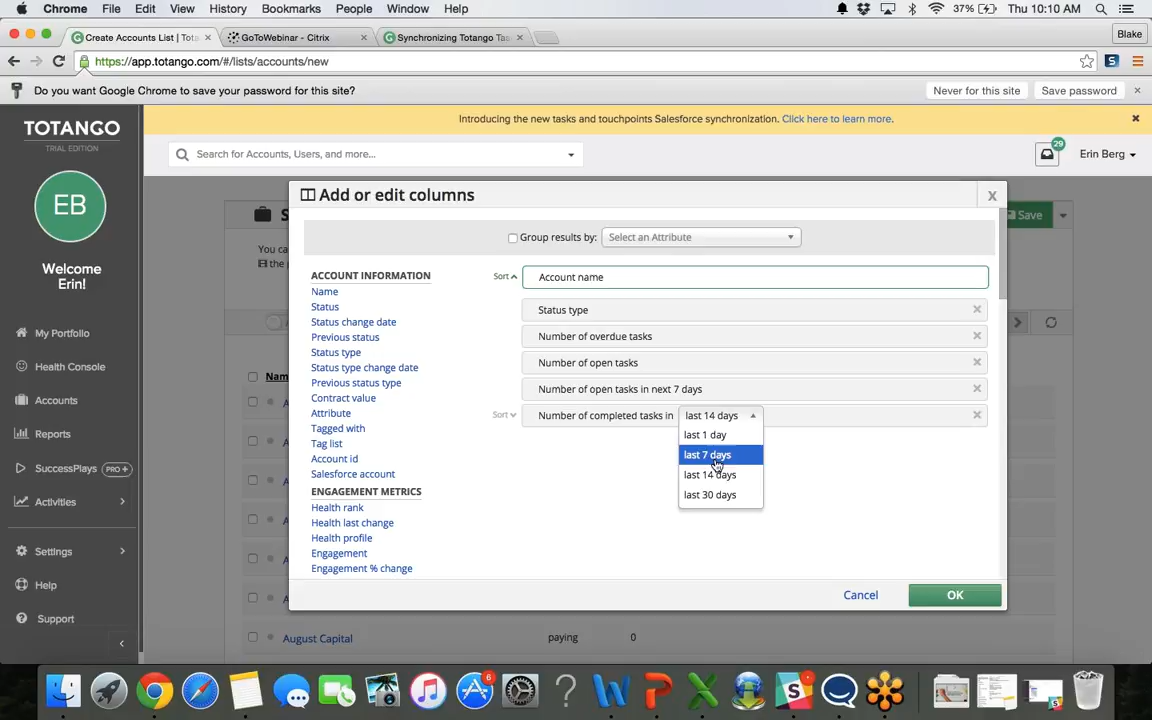 Chrome File Edit View History Bookmarks People Window Help 37% Thu 10:10 AM
Create Accounts List | Tota
GoToWebinar - Citrix
Synchronizing Totango Tas
Blake
https://app.totango.com/#/lists/accounts/new
Do you want Google Chrome to save your password for this site?
Never for this site
Save password
Introducing the new tasks and touchpoints Salesforce synchronization. Click here to learn more.
TOTANGO
TRIAL EDITION
EB
Welcome
Erin!
My Portfolio
Health Console
Accounts
Reports
SuccessPlays PRO+
Activities
Settings
Help
Support
Search for Accounts, Users, and more...
29
Erin Berg
S
Save
You ca
the
Nam
August Capital
paying
0
Add or edit columns
X
Group results by:
Select an Attribute
ACCOUNT INFORMATION
Name
Status
Status change date
Previous status
Status type
Status type change date
Previous status type
Contract value
Attribute
Tagged with
Tag list
Account id
Salesforce account
ENGAGEMENT METRICS
Health rank
Health last change
Health profile
Engagement
Engagement % change
Sort
Account name
Status type
Number of overdue tasks
Number of open tasks
Number of open tasks in next 7 days
Sort
Number of completed tasks in
last 14 days
last 1 day
last 7 days
last 14 days
last 30 days
Cancel
OK
6